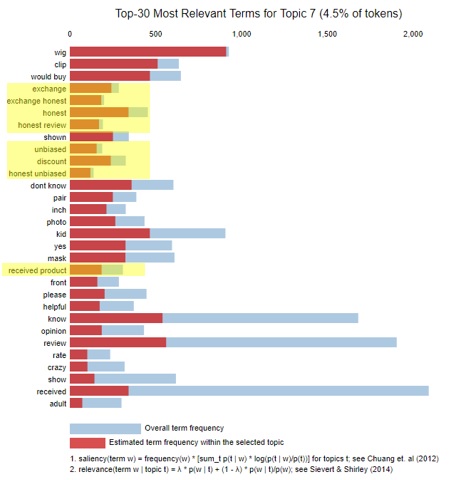 Top-30 Most Relevant Terms for Topic 7 (4.5% of tokens)
0 500 1,000 1,500 2,000
wig
clip
would buy
exchange
exchange honest
honest
honest review
shown
unbiased
discount
honest unbiased
dont know
pair
inch
photo
kid
yes
mask
received product
front
please
helpful
know
opinion
review
rate
crazy
show
received
adult
Overall term frequency
Estimated term frequency within the selected topic
1. saliency(term w) = frequency(w) * [sum_t p(t | w) * log(p(t | w)/p(t))] for topics t; see Chuang et. al (2012)
2. relevance(term w | topic t) = λ * p(w | t) + (1 - λ) * p(w | t)/p(w); see Sievert & Shirley (2014)